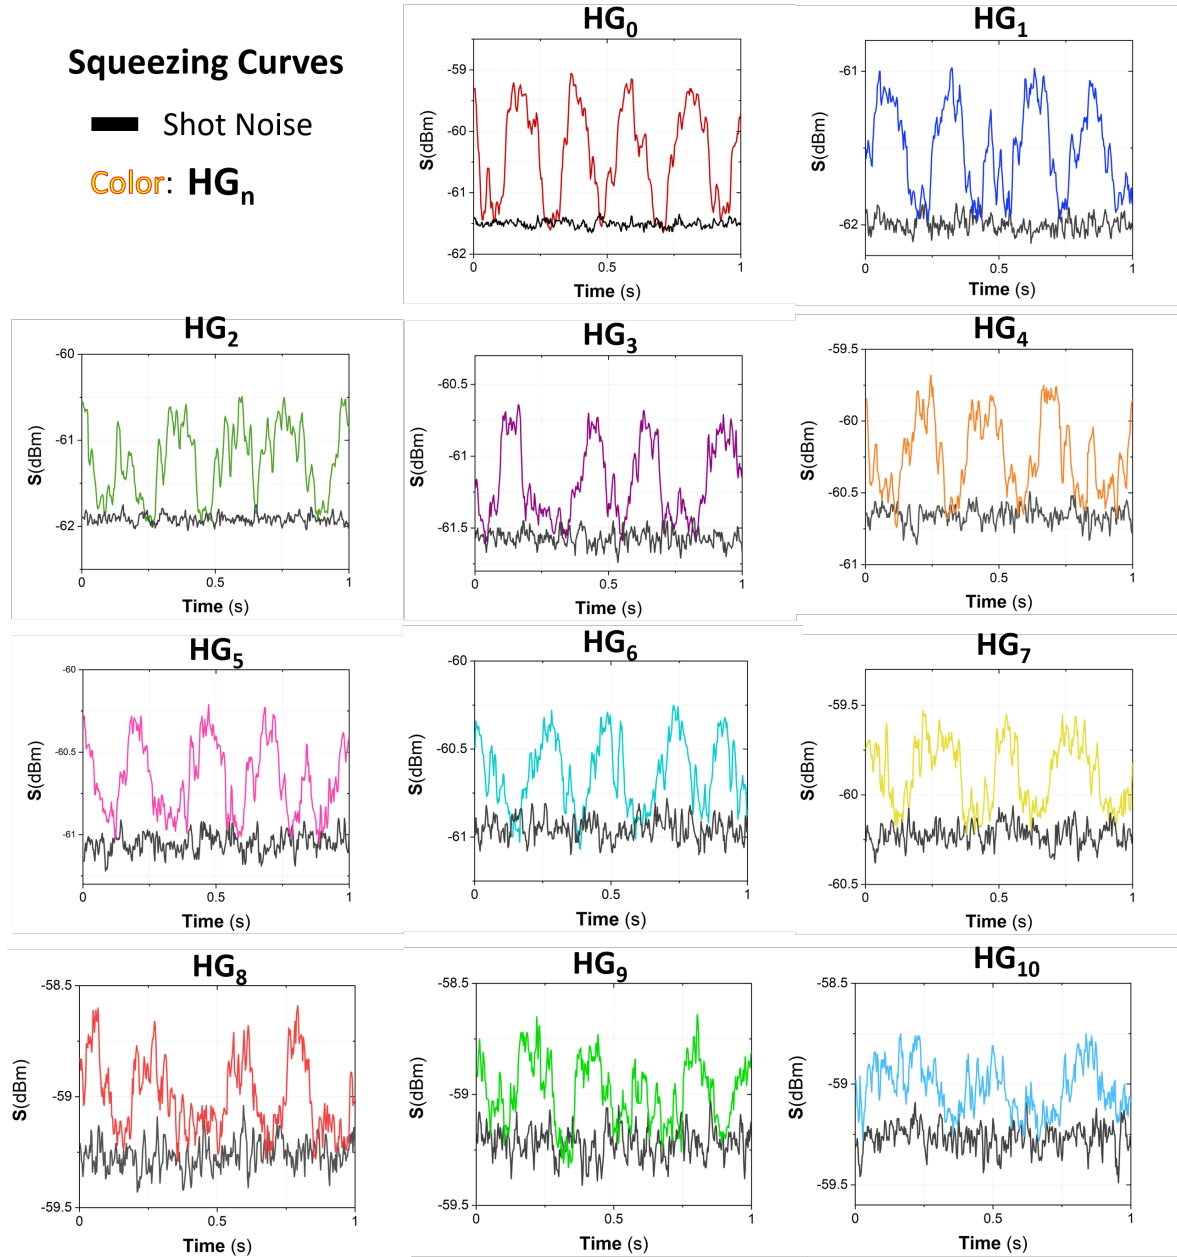 Squeezing Curves
Shot Noise
Color: HGₙ
HG₀
S(dBm)
-59
-60
-61
-62
0 0.5 1
Time (s)
HG₁
S(dBm)
-61
-62
0 0.5 1
Time (s)
HG₂
S(dBm)
-60
-61
-62
0 0.5 1
Time (s)
HG₃
S(dBm)
-60.5
-61
-61.5
0 0.5 1
Time (s)
HG₄
S(dBm)
-59.5
-60
-60.5
-61
0 0.5 1
Time (s)
HG₅
S(dBm)
-60
-60.5
-61
0 0.5 1
Time (s)
HG₆
S(dBm)
-60
-60.5
-61
0 0.5 1
Time (s)
HG₇
S(dBm)
-59.5
-60
-60.5
0 0.5 1
Time (s)
HG₈
S(dBm)
-58.5
-59
-59.5
0 0.5 1
Time (s)
HG₉
S(dBm)
-58.5
-59
-59.5
0 0.5 1
Time (s)
HG₁₀
S(dBm)
-58.5
-59
-59.5
0 0.5 1
Time (s)